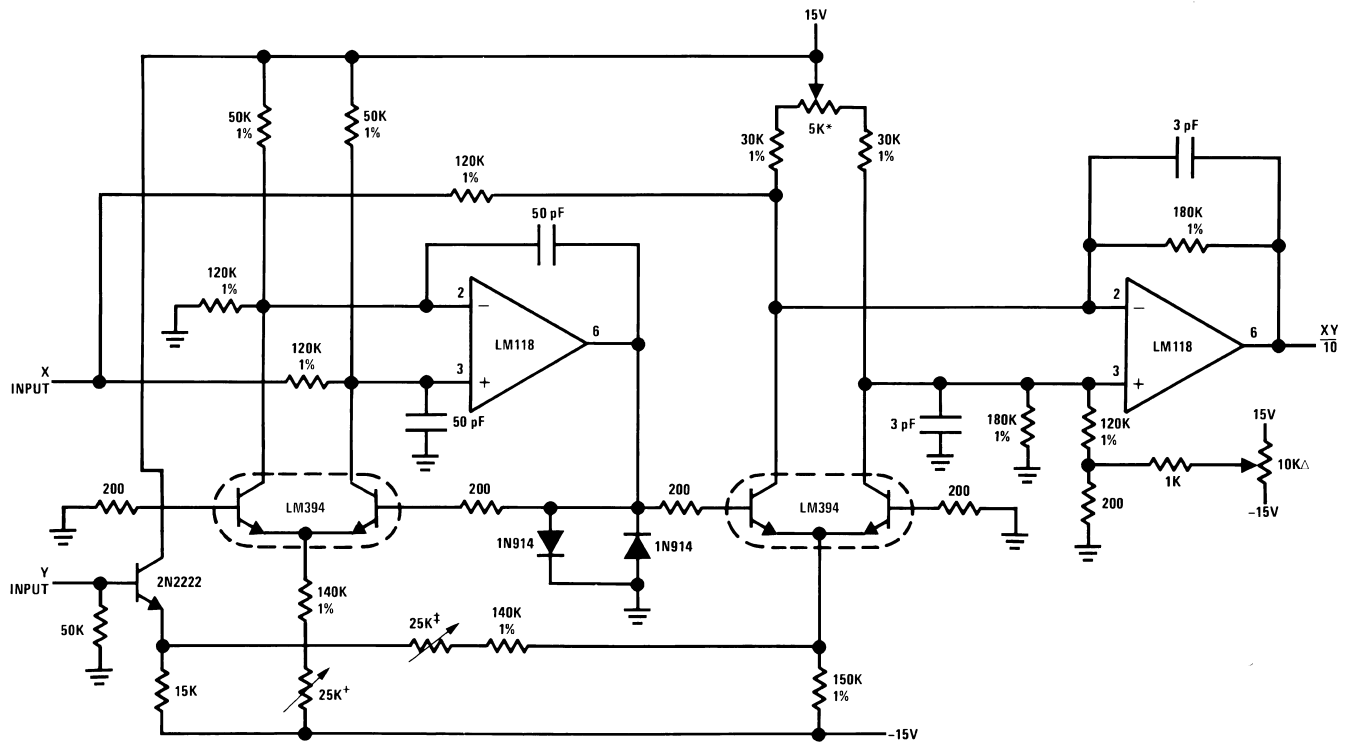 15V
50K
1%
50K
1%
5K*
30K
1%
30K
1%
3 pF
120K
1%
50 pF
180K
1%
120K
1%
2
−
LM118
6
3
+
120K
1%
X
INPUT
50 pF
2
−
LM118
6
3
+
XY
10
3 pF
180K
1%
120K
1%
15V
10K△
1K
−15V
200
200
LM394
200
200
LM394
200
1N914
1N914
Y
INPUT
2N2222
50K
140K
1%
25K‡
140K
1%
15K
25K+
150K
1%
−15V